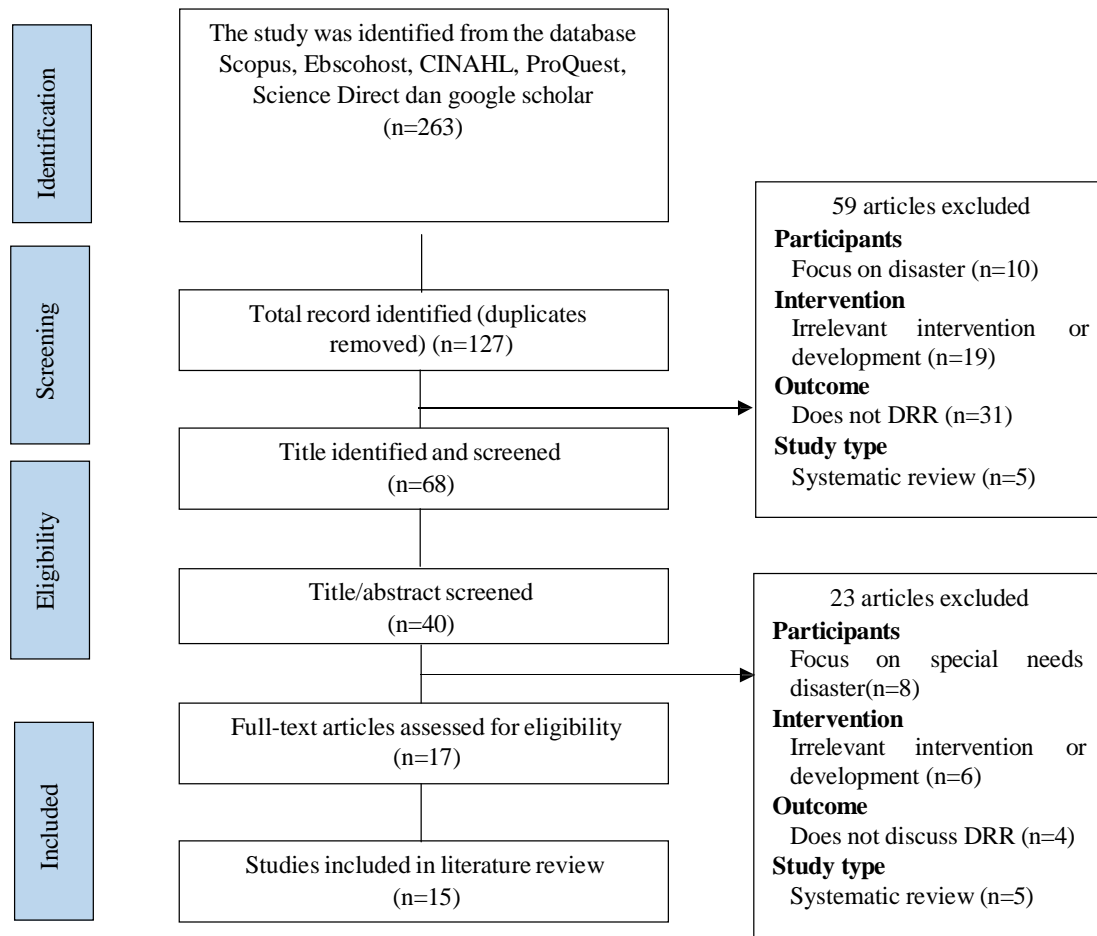 Identification
The study was identified from the database
Scopus, Ebscohost, CINAHL, ProQuest,
Science Direct dan google scholar
(n=263)
Screening
Total record identified (duplicates
removed) (n=127)
59 articles excluded
Participants
Focus on disaster (n=10)
Intervention
Irrelevant intervention or
development (n=19)
Outcome
Does not DRR (n=31)
Study type
Systematic review (n=5)
Title identified and screened
(n=68)
Eligibility
Title/abstract screened
(n=40)
23 articles excluded
Participants
Focus on special needs
disaster(n=8)
Intervention
Irrelevant intervention or
development (n=6)
Outcome
Does not discuss DRR (n=4)
Study type
Systematic review (n=5)
Full-text articles assessed for eligibility
(n=17)
Included
Studies included in literature review
(n=15)